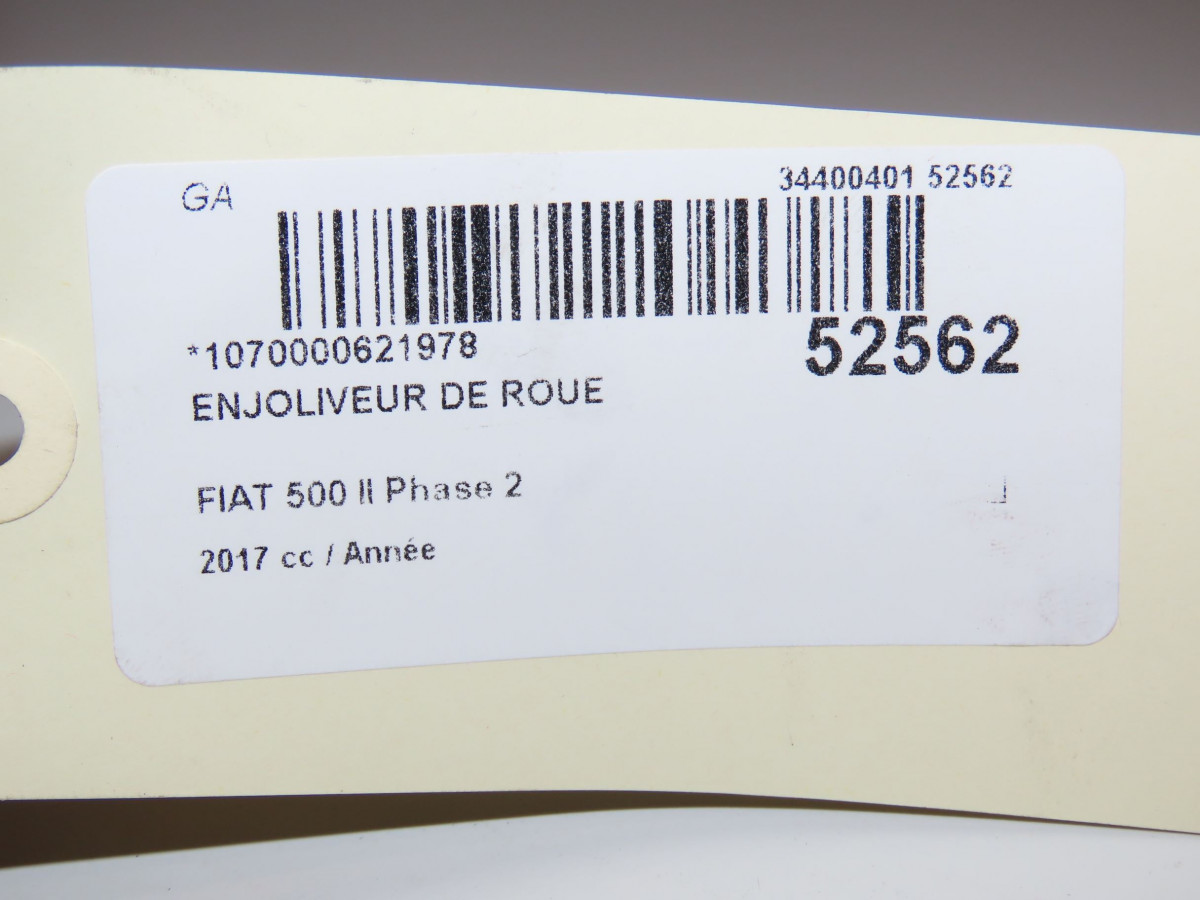 GA
34400401 52562
*1070000621978
52562
ENJOLIVEUR DE ROUE
FIAT 500 II Phase 2
2017 cc / Année